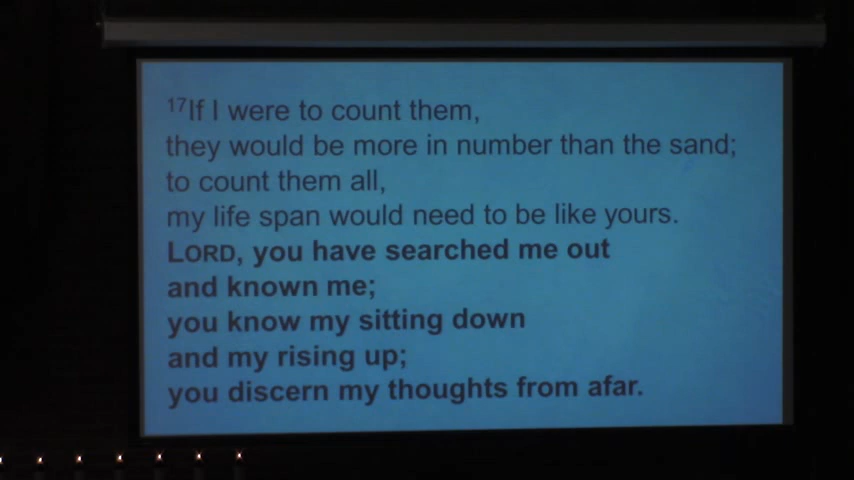 17If I were to count them,
they would be more in number than the sand;
to count them all,
my life span would need to be like yours.
LORD, you have searched me out
and known me;
you know my sitting down
and my rising up;
you discern my thoughts from afar.